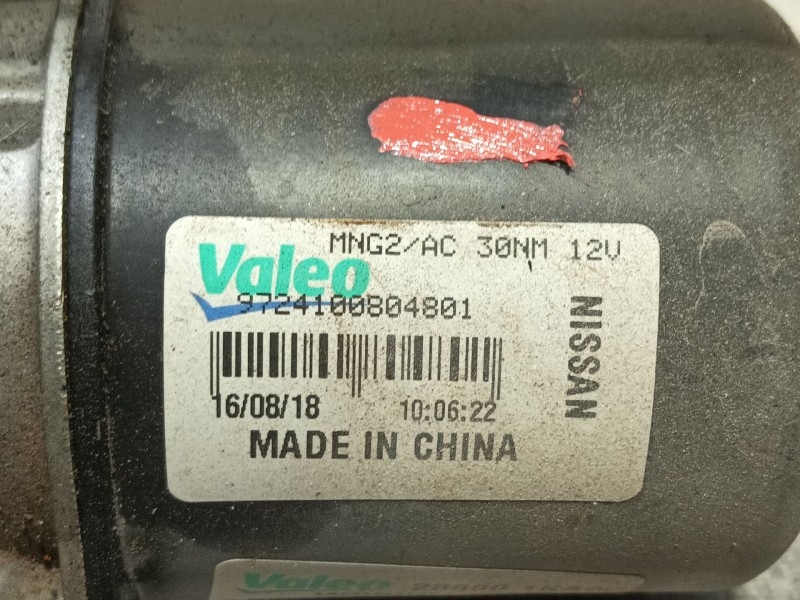 MNG2/AC 30NM 12V
Valeo
9724100804801
NISSAN
16/08/18 10:06:22
MADE IN CHINA
Valeo